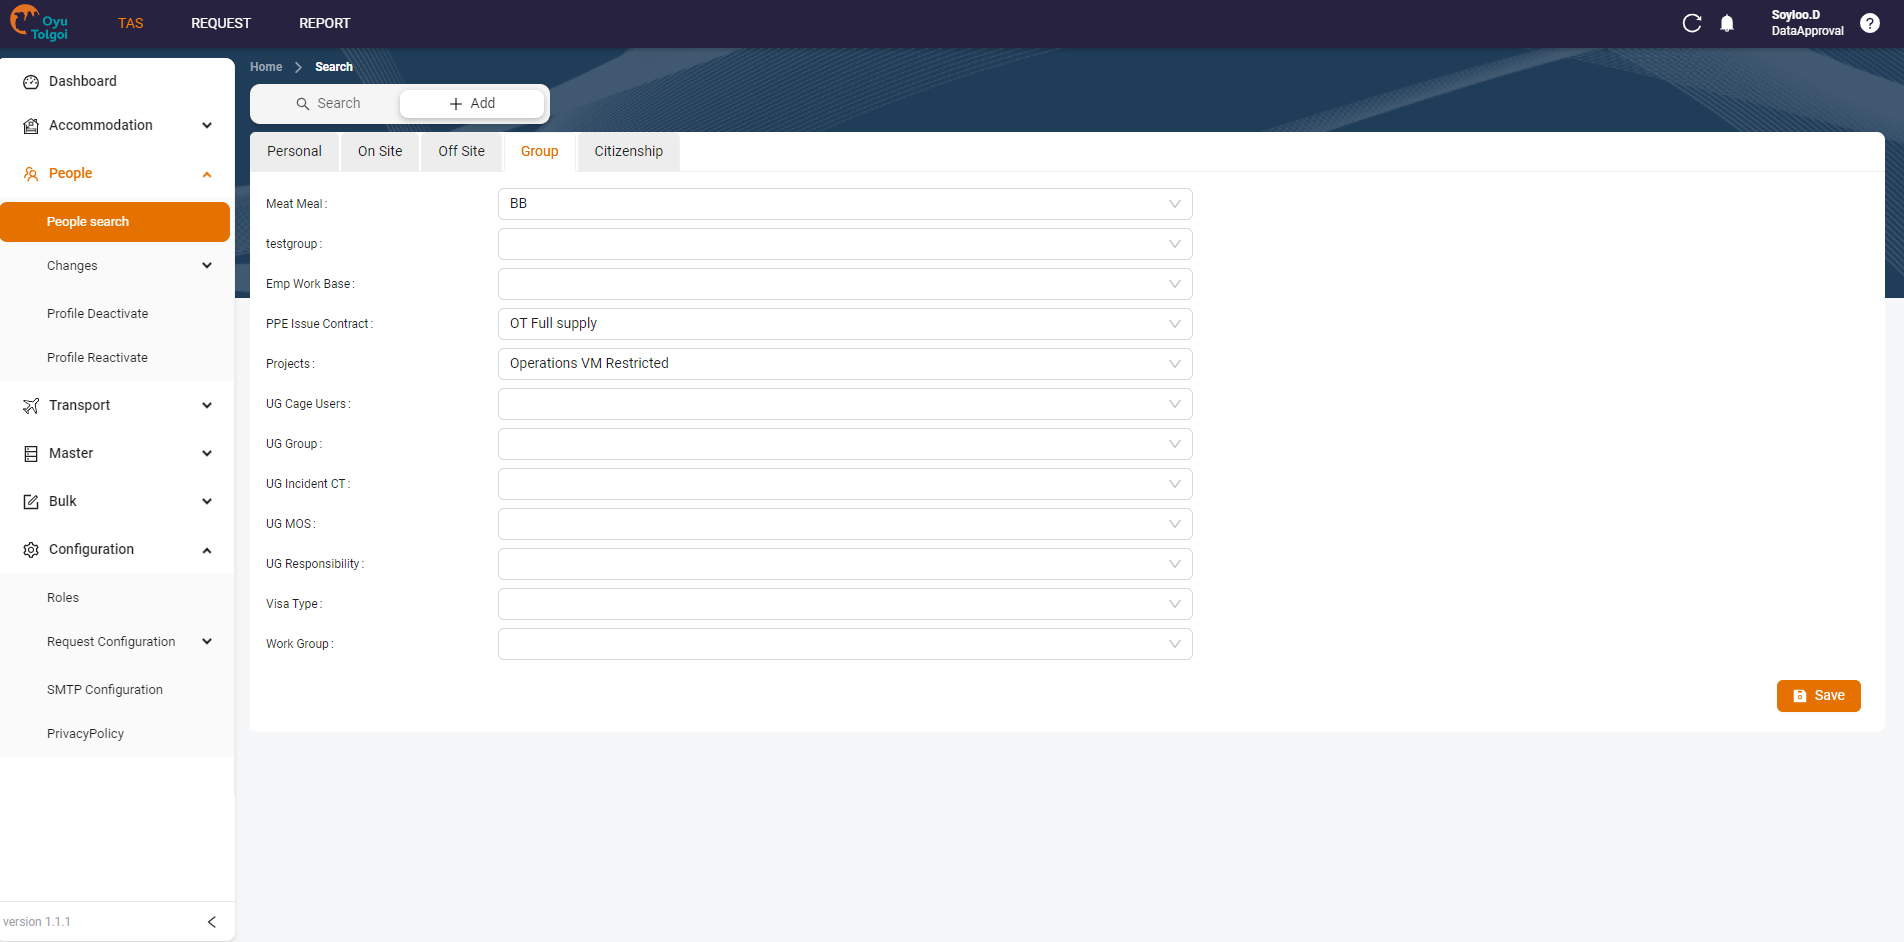 Oyu
Tolgoi
TAS
REQUEST
REPORT
Soyloo.D
DataApproval
?
Dashboard
Accommodation
People
People search
Changes
Profile Deactivate
Profile Reactivate
Transport
Master
Bulk
Configuration
Roles
Request Configuration
SMTP Configuration
PrivacyPolicy
version 1.1.1
Home > Search
Search
+ Add
Personal
On Site
Off Site
Group
Citizenship
Meat Meal : BB
testgroup :
Emp Work Base :
PPE Issue Contract : OT Full supply
Projects : Operations VM Restricted
UG Cage Users :
UG Group :
UG Incident CT :
UG MOS :
UG Responsibility :
Visa Type :
Work Group :
Save